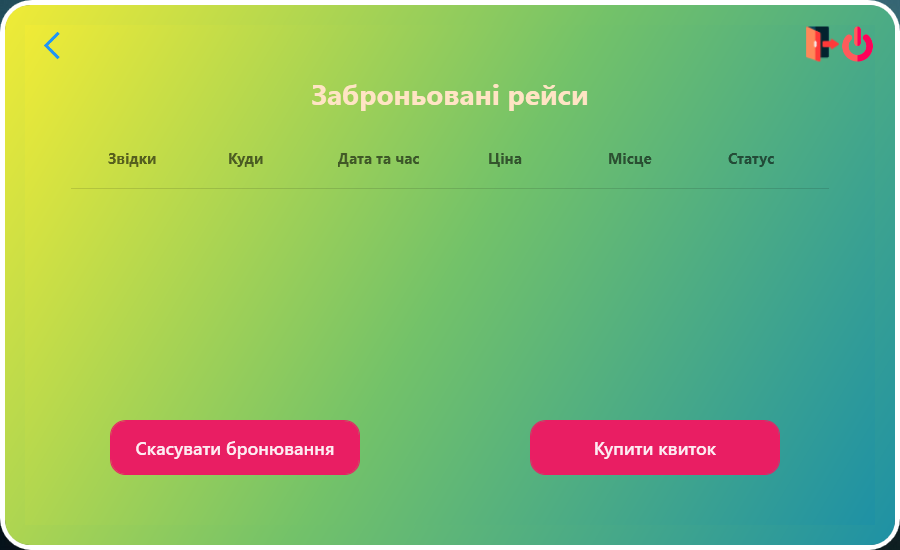 Заброньовані рейси
Звідки Куди Дата та час Ціна Місце Статус
Скасувати бронювання Купити квиток